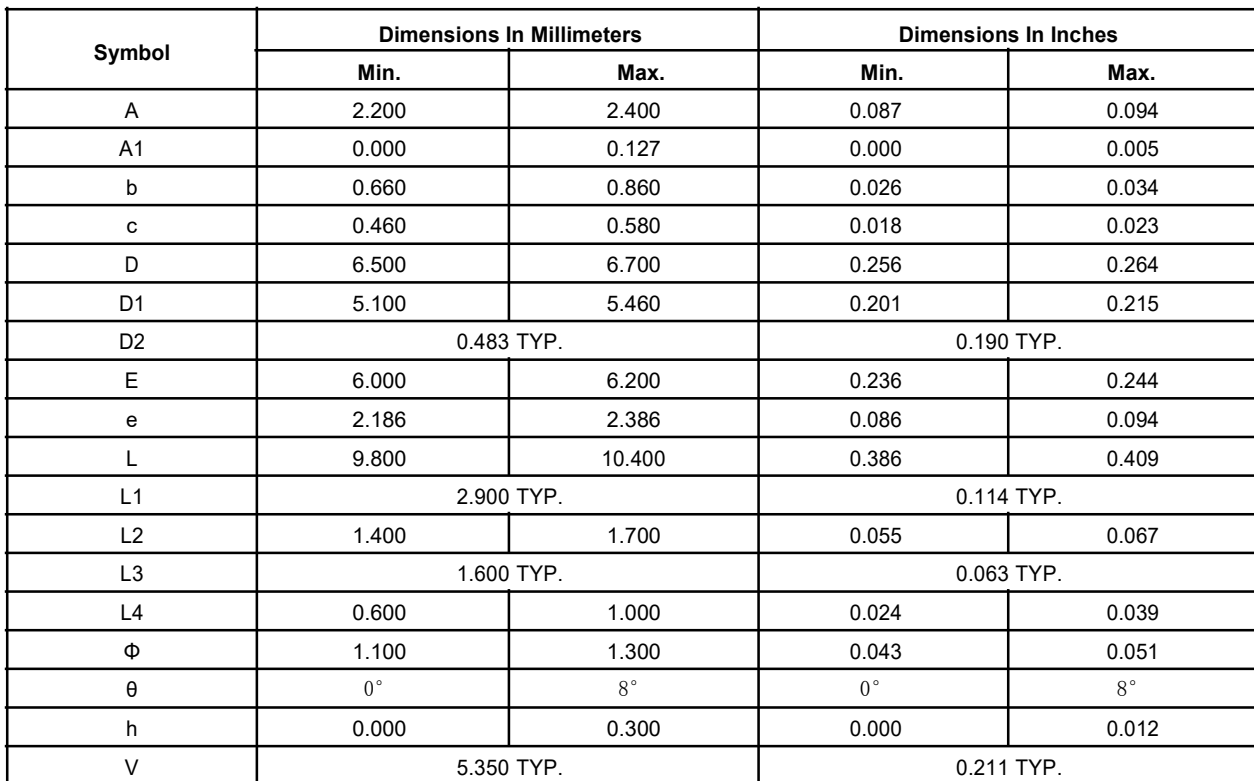 Symbol Dimensions In Millimeters Dimensions In Inches
Min. Max. Min. Max.
A 2.200 2.400 0.087 0.094
A1 0.000 0.127 0.000 0.005
b 0.660 0.860 0.026 0.034
c 0.460 0.580 0.018 0.023
D 6.500 6.700 0.256 0.264
D1 5.100 5.460 0.201 0.215
D2 0.483 TYP. 0.190 TYP.
E 6.000 6.200 0.236 0.244
e 2.186 2.386 0.086 0.094
L 9.800 10.400 0.386 0.409
L1 2.900 TYP. 0.114 TYP.
L2 1.400 1.700 0.055 0.067
L3 1.600 TYP. 0.063 TYP.
L4 0.600 1.000 0.024 0.039
Φ 1.100 1.300 0.043 0.051
θ 0° 8° 0° 8°
h 0.000 0.300 0.000 0.012
V 5.350 TYP. 0.211 TYP.